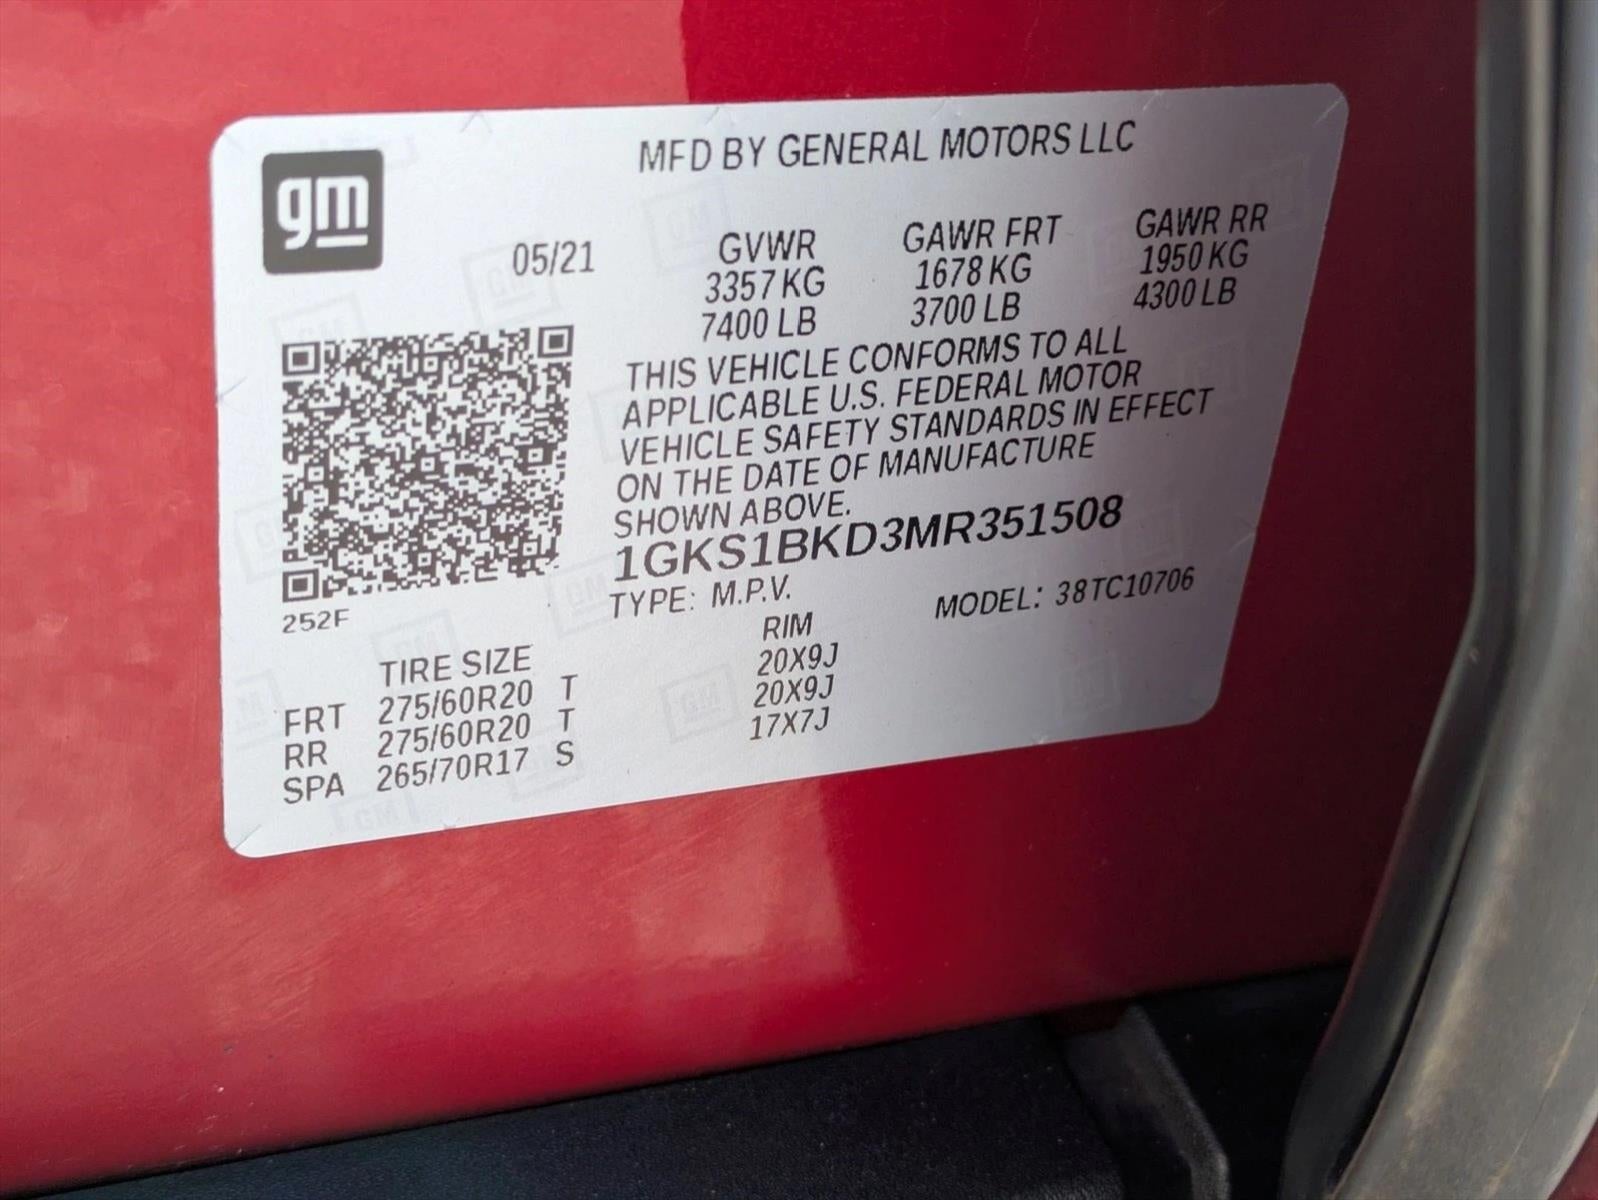 MFD BY GENERAL MOTORS LLC
gm
05/21
GVWR GAWR FRT GAWR RR
3357 KG 1678 KG 1950 KG
7400 LB 3700 LB 4300 LB
THIS VEHICLE CONFORMS TO ALL
APPLICABLE U.S. FEDERAL MOTOR
VEHICLE SAFETY STANDARDS IN EFFECT
ON THE DATE OF MANUFACTURE
SHOWN ABOVE.
1GKS1BKD3MR351508
TYPE: M.P.V. MODEL: 38TC10706
252F
TIRE SIZE RIM
FRT 275/60R20 T 20X9J
RR 275/60R20 T 20X9J
SPA 265/70R17 S 17X7J